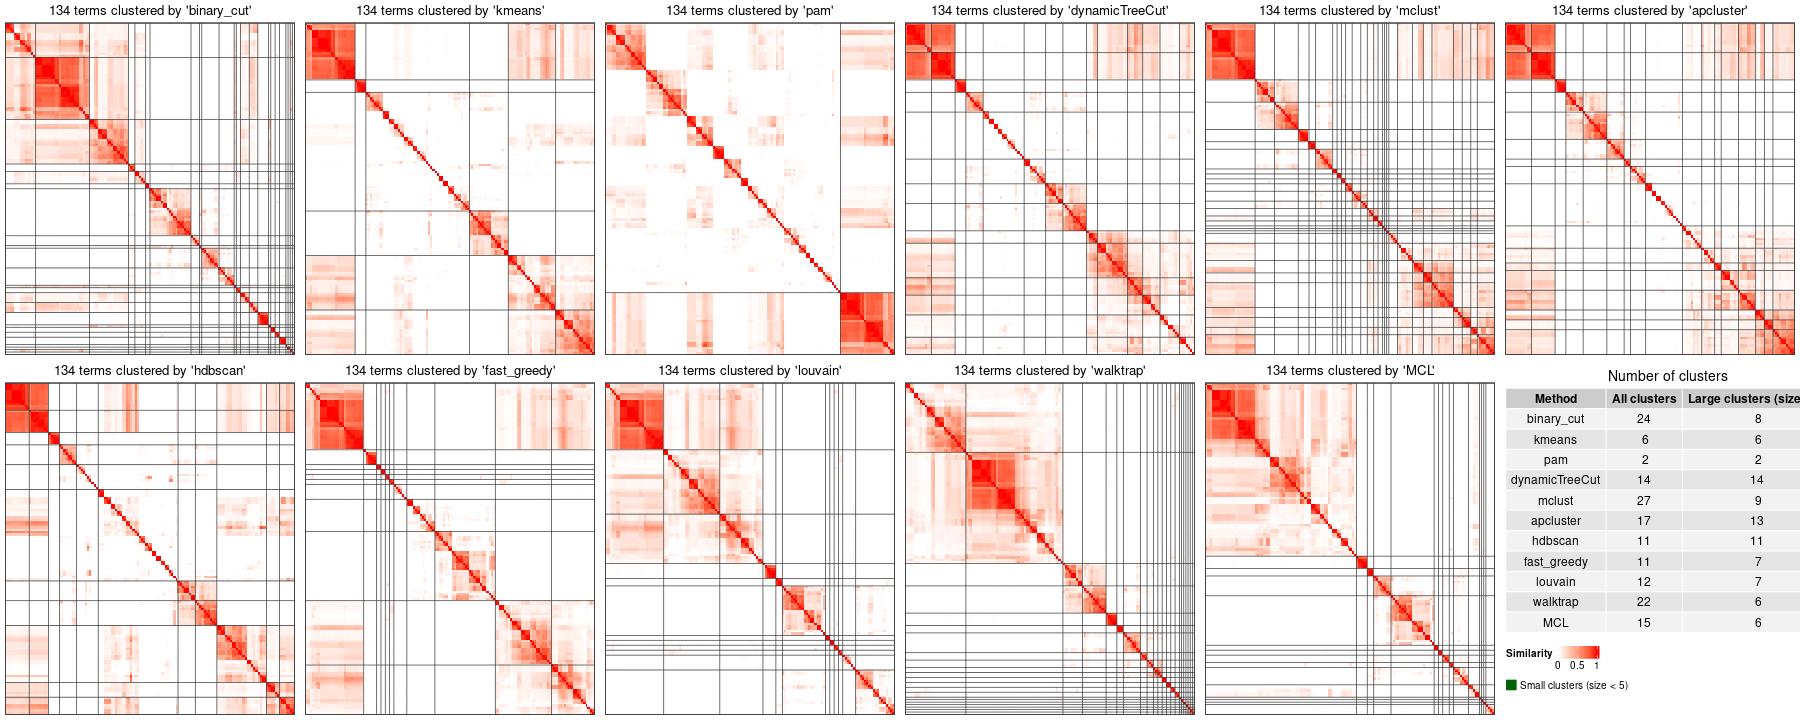 134 terms clustered by 'binary_cut'
134 terms clustered by 'kmeans'
134 terms clustered by 'pam'
134 terms clustered by 'dynamicTreeCut'
134 terms clustered by 'mclust'
134 terms clustered by 'apcluster'
134 terms clustered by 'hdbscan'
134 terms clustered by 'fast_greedy'
134 terms clustered by 'louvain'
134 terms clustered by 'walktrap'
134 terms clustered by 'MCL'
Number of clusters
Method All clusters Large clusters (size
binary_cut 24 8
kmeans 6 6
pam 2 2
dynamicTreeCut 14 14
mclust 27 9
apcluster 17 13
hdbscan 11 11
fast_greedy 11 7
louvain 12 7
walktrap 22 6
MCL 15 6
Similarity
0 0.5 1
Small clusters (size < 5)